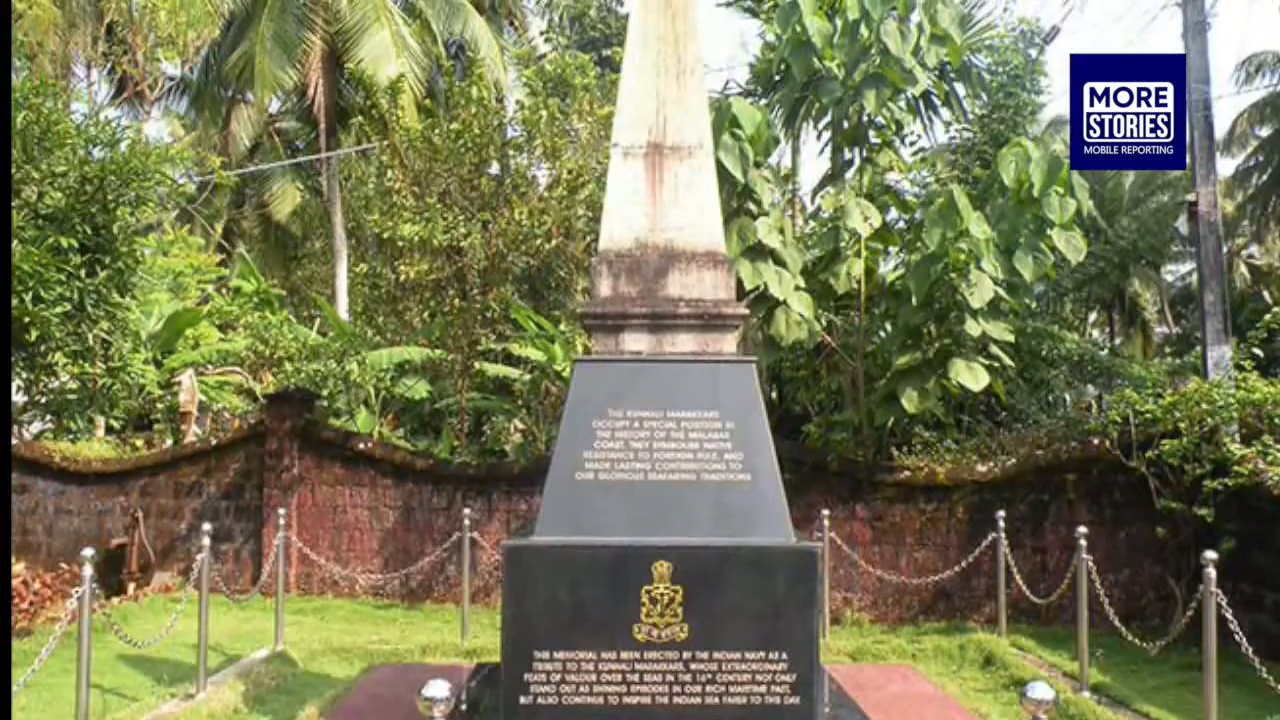 MORE
STORIES
MOBILE REPORTING
THE KUNHALI MARAKKARS
OCCUPY A SPECIAL POSITION IN
THE HISTORY OF THE MALABAR
COAST. THEY SYMBOLISE NATIVE
RESISTANCE TO FOREIGN RULE, AND
MADE LASTING CONTRIBUTIONS TO
OUR GLORIOUS SEAFARING TRADITIONS
THIS MEMORIAL HAS BEEN ERECTED BY THE INDIAN NAVY AS A
TRIBUTE TO THE KUNHALI MARAKKARS, WHOSE EXTRAORDINARY
FEATS OF VALOUR OVER THE SEAS IN THE 16TH CENTURY NOT ONLY
STAND OUT AS SHINING EPISODES IN OUR RICH MARITIME PAST,
BUT ALSO CONTINUE TO INSPIRE THE INDIAN SEA FARER TO THIS DAY